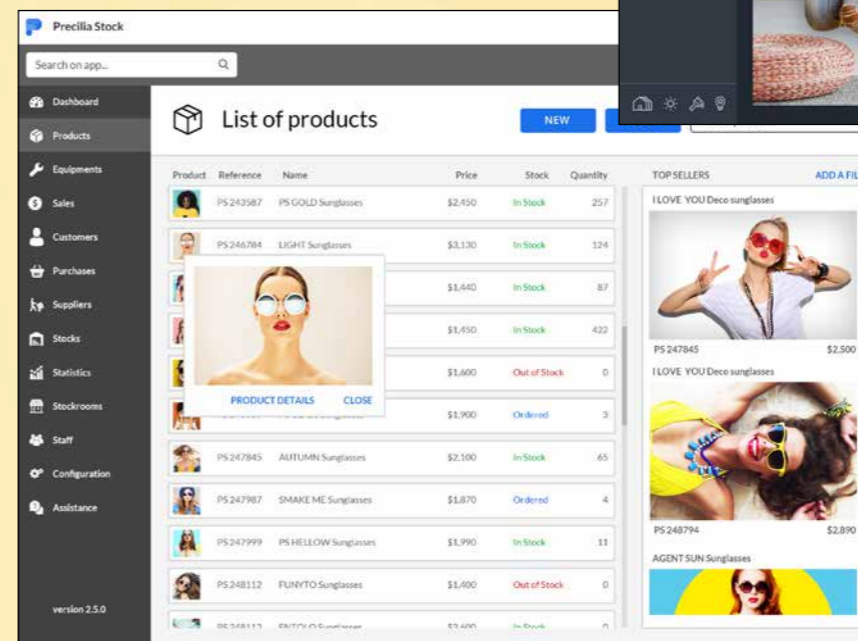 Precilia Stock
Search on app...
Dashboard
Products
Equipments
Sales
Customers
Purchases
Suppliers
Stocks
Statistics
Stockrooms
Staff
Configuration
Assistance
version 2.5.0
List of products
NEW
Product Reference Name Price Stock Quantity
PS 243587 PS GOLD Sunglasses $2,450 In Stock 257
PS 246784 LIGHT Sunglasses $3,130 In Stock 124
$1,440 In Stock 87
$1,450 In Stock 422
$1,600 Out of Stock 0
$1,900 Ordered 3
PRODUCT DETAILS CLOSE
PS 247845 AUTUMN Sunglasses $2,100 In Stock 65
PS 247987 SMAKE ME Sunglasses $1,870 Ordered 4
PS 247999 PS HELLOW Sunglasses $1,990 In Stock 11
PS 248112 FUNYTO Sunglasses $1,400 Out of Stock 0
TOP SELLERS ADD A
I LOVE YOU Deco sunglasses
PS 247845 $2,500
I LOVE YOU Deco sunglasses
PS 248794 $2,890
AGENT SUN Sunglasses